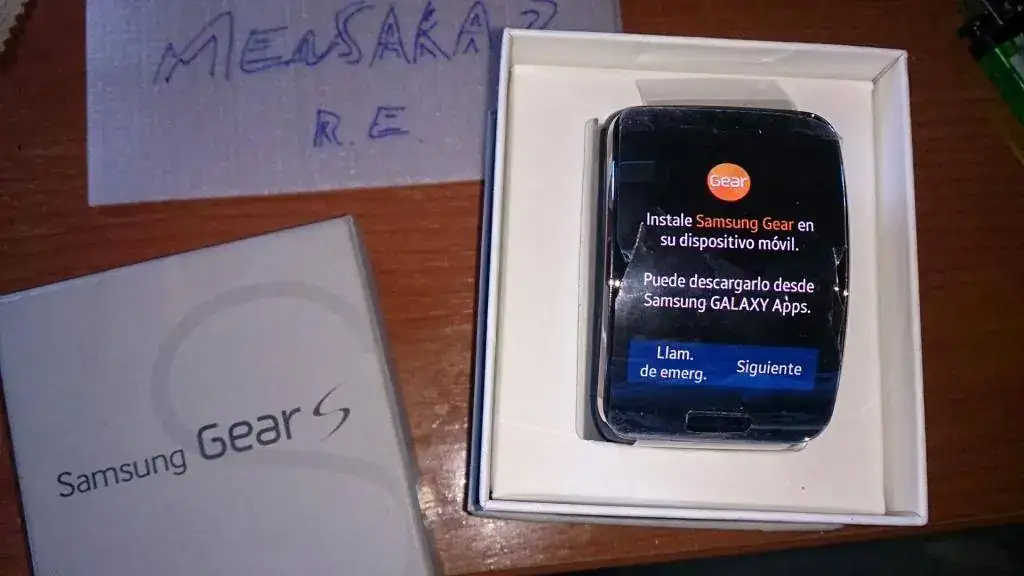 MENSAKA2
R.E.
Samsung Gear S
Gear
Instale Samsung Gear en
su dispositivo móvil.
Puede descargarlo desde
Samsung GALAXY Apps.
Llam.
de emerg.
Siguiente